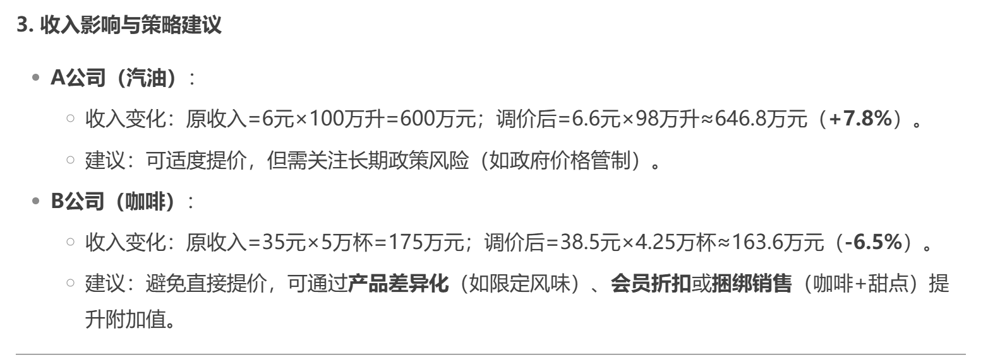 3. 收入影响与策略建议
A公司（汽油）：
收入变化：原收入=6元×100万升=600万元；调价后=6.6元×98万升≈646.8万元（+7.8%）。
建议：可适度提价，但需关注长期政策风险（如政府价格管制）。
B公司（咖啡）：
收入变化：原收入=35元×5万杯=175万元；调价后=38.5元×4.25万杯≈163.6万元（-6.5%）。
建议：避免直接提价，可通过产品差异化（如限定风味）、会员折扣或捆绑销售（咖啡+甜点）提
升附加值。